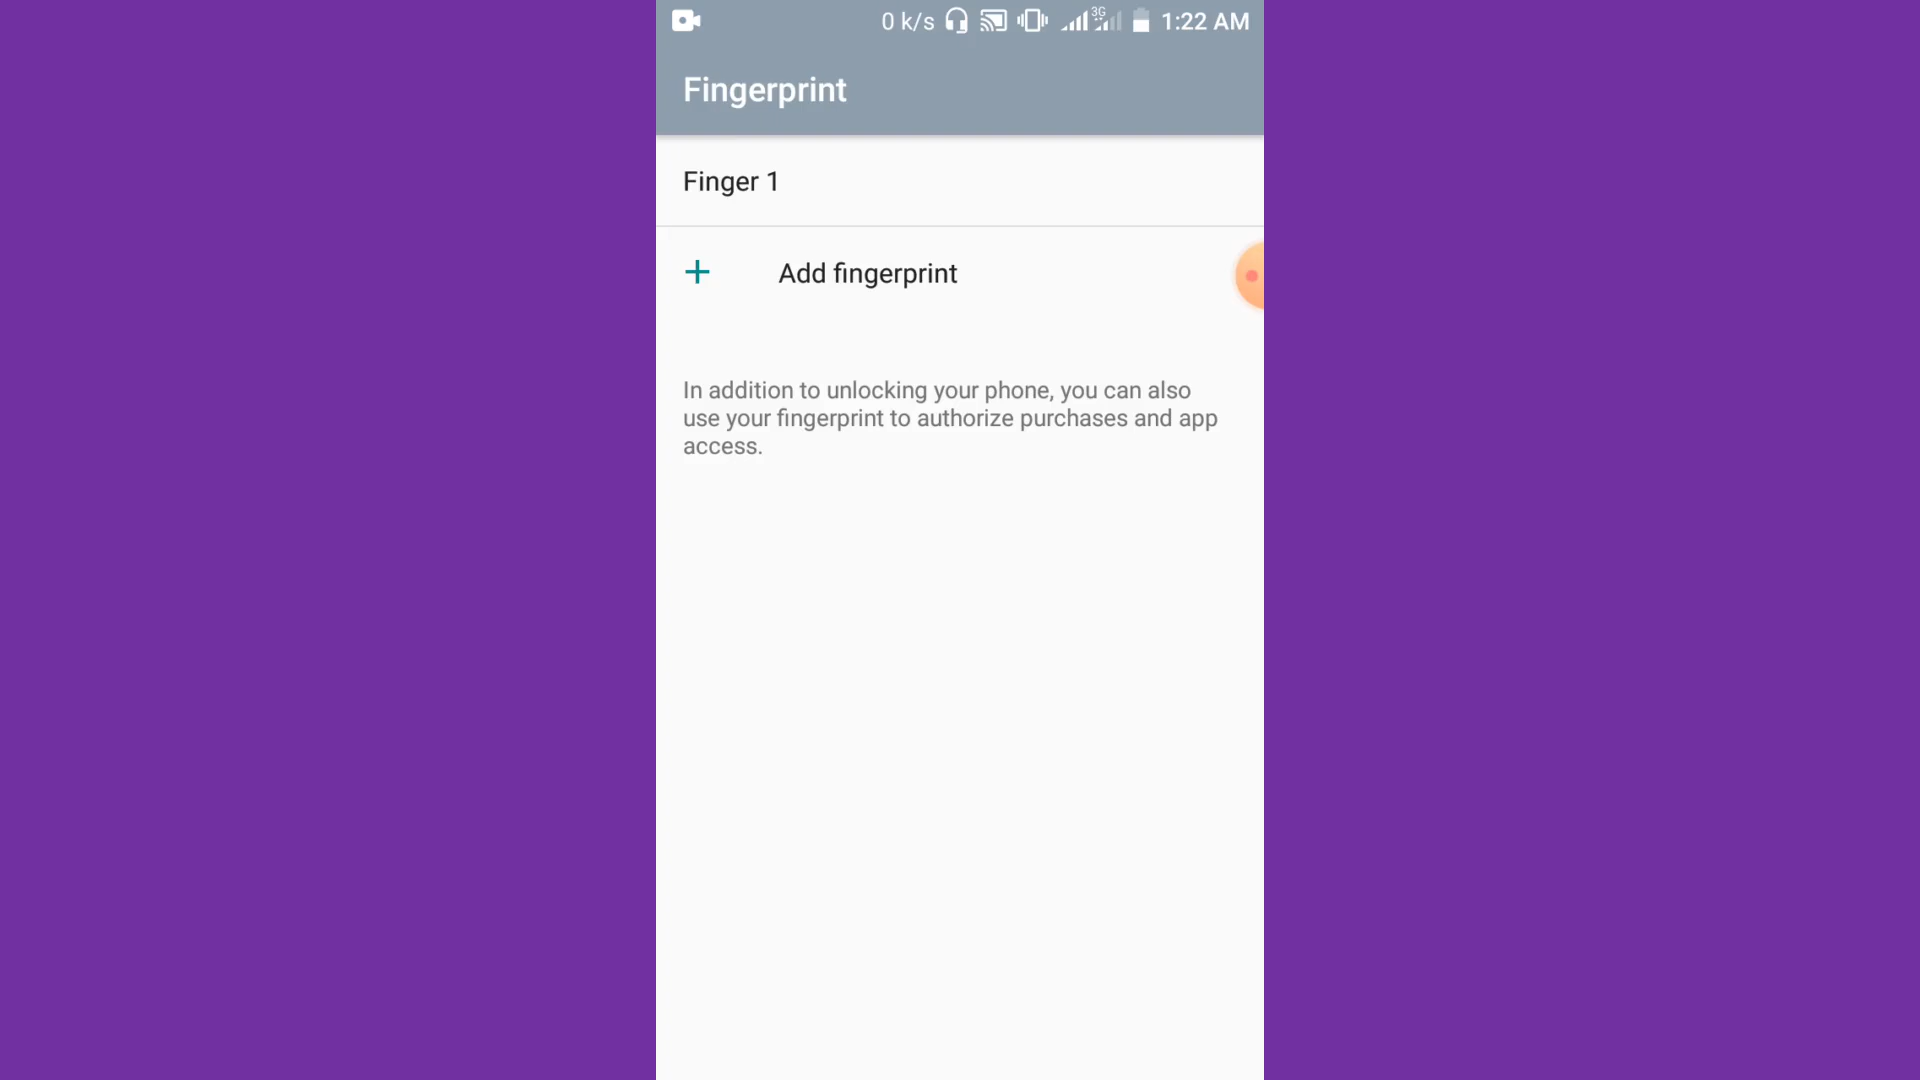 0 k/s 3G 1:22 AM
Fingerprint
Finger 1
Add fingerprint
In addition to unlocking your phone, you can also
use your fingerprint to authorize purchases and app
access.